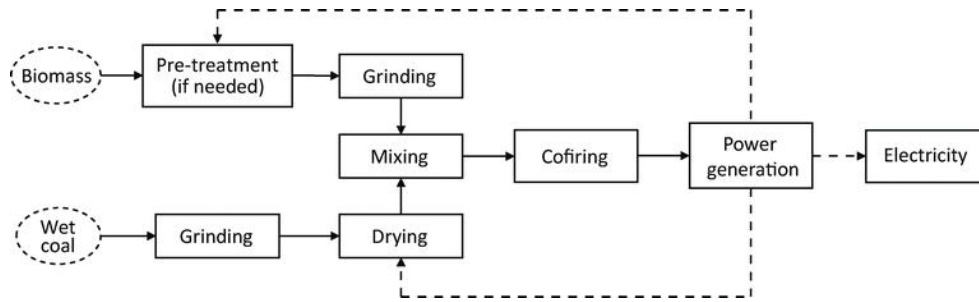 Biomass
Pre-treatment
(if needed)
Grinding
Mixing
Cofiring
Power
generation
Electricity
Wet
coal
Grinding
Drying